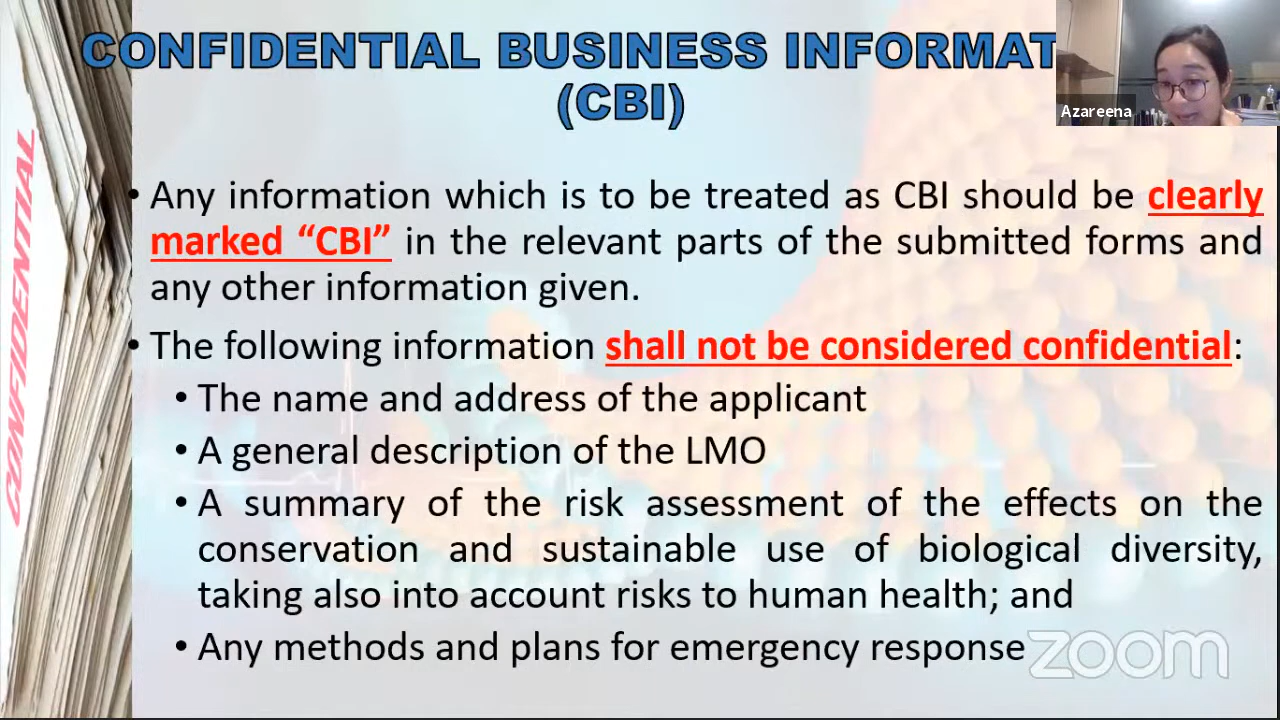 CONFIDENTIAL BUSINESS INFORMAT
(CBI)
Azareena
CONFIDENTIAL
• Any information which is to be treated as CBI should be clearly
marked “CBI” in the relevant parts of the submitted forms and
any other information given.
• The following information shall not be considered confidential:
• The name and address of the applicant
• A general description of the LMO
• A summary of the risk assessment of the effects on the
conservation and sustainable use of biological diversity,
taking also into account risks to human health; and
• Any methods and plans for emergency response
zoom